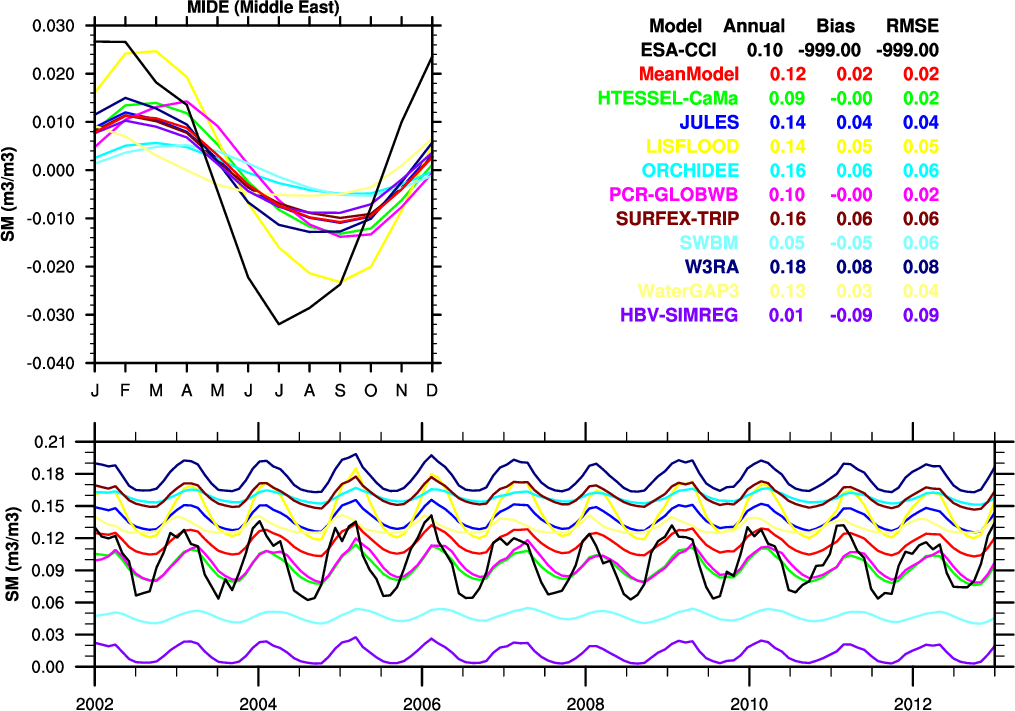 MIDE (Middle East)
0.030
0.020
0.010
0.000
-0.010
-0.020
-0.030
-0.040
SM (m3/m3)
J F M A M J J A S O N D
Model Annual Bias RMSE
ESA-CCI 0.10 -999.00 -999.00
MeanModel 0.12 0.02 0.02
HTESSEL-CaMa 0.09 -0.00 0.02
JULES 0.14 0.04 0.04
LISFLOOD 0.14 0.05 0.05
ORCHIDEE 0.16 0.06 0.06
PCR-GLOBWB 0.10 -0.00 0.02
SURFEX-TRIP 0.16 0.06 0.06
SWBM 0.05 -0.05 0.06
W3RA 0.18 0.08 0.08
WaterGAP3 0.13 0.03 0.04
HBV-SIMREG 0.01 -0.09 0.09
0.21
0.18
0.15
0.12
0.09
0.06
0.03
0.00
SM (m3/m3)
2002 2004 2006 2008 2010 2012